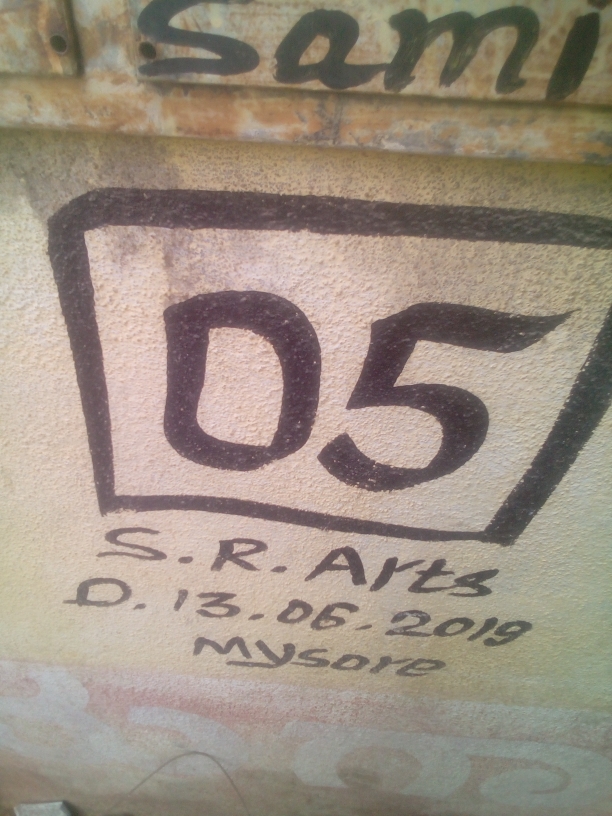 Sami
05
S. R. Arts
D. 13.06.2019
Mysore